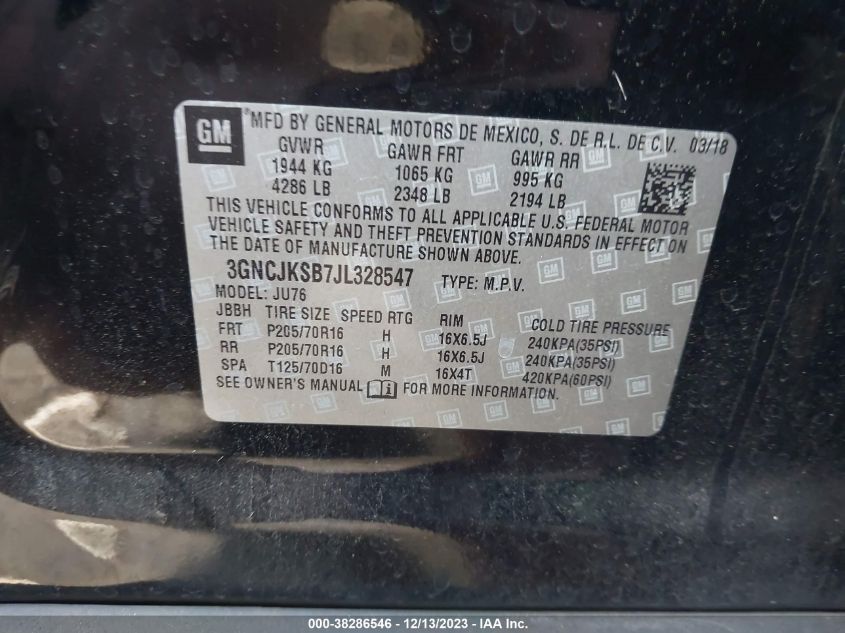 GM
MFD BY GENERAL MOTORS DE MEXICO, S. DE R.L. DE C.V. 03/18
GVWR GAWR FRT GAWR RR
1944 KG 1065 KG 995 KG
4286 LB 2348 LB 2194 LB
THIS VEHICLE CONFORMS TO ALL APPLICABLE U.S. FEDERAL MOTOR
VEHICLE SAFETY AND THEFT PREVENTION STANDARDS IN EFFECT ON
THE DATE OF MANUFACTURE SHOWN ABOVE.
3GNCJKSB7JL328547 TYPE: M.P.V.
MODEL: JU76
JBBH TIRE SIZE SPEED RTG RIM COLD TIRE PRESSURE
FRT P205/70R16 H 16X6.5J 240KPA(35PSI)
RR P205/70R16 H 16X6.5J 240KPA(35PSI)
SPA T125/70D16 M 16X4T 420KPA(60PSI)
SEE OWNER'S MANUAL FOR MORE INFORMATION.
000-38286546 - 12/13/2023 - IAA Inc.